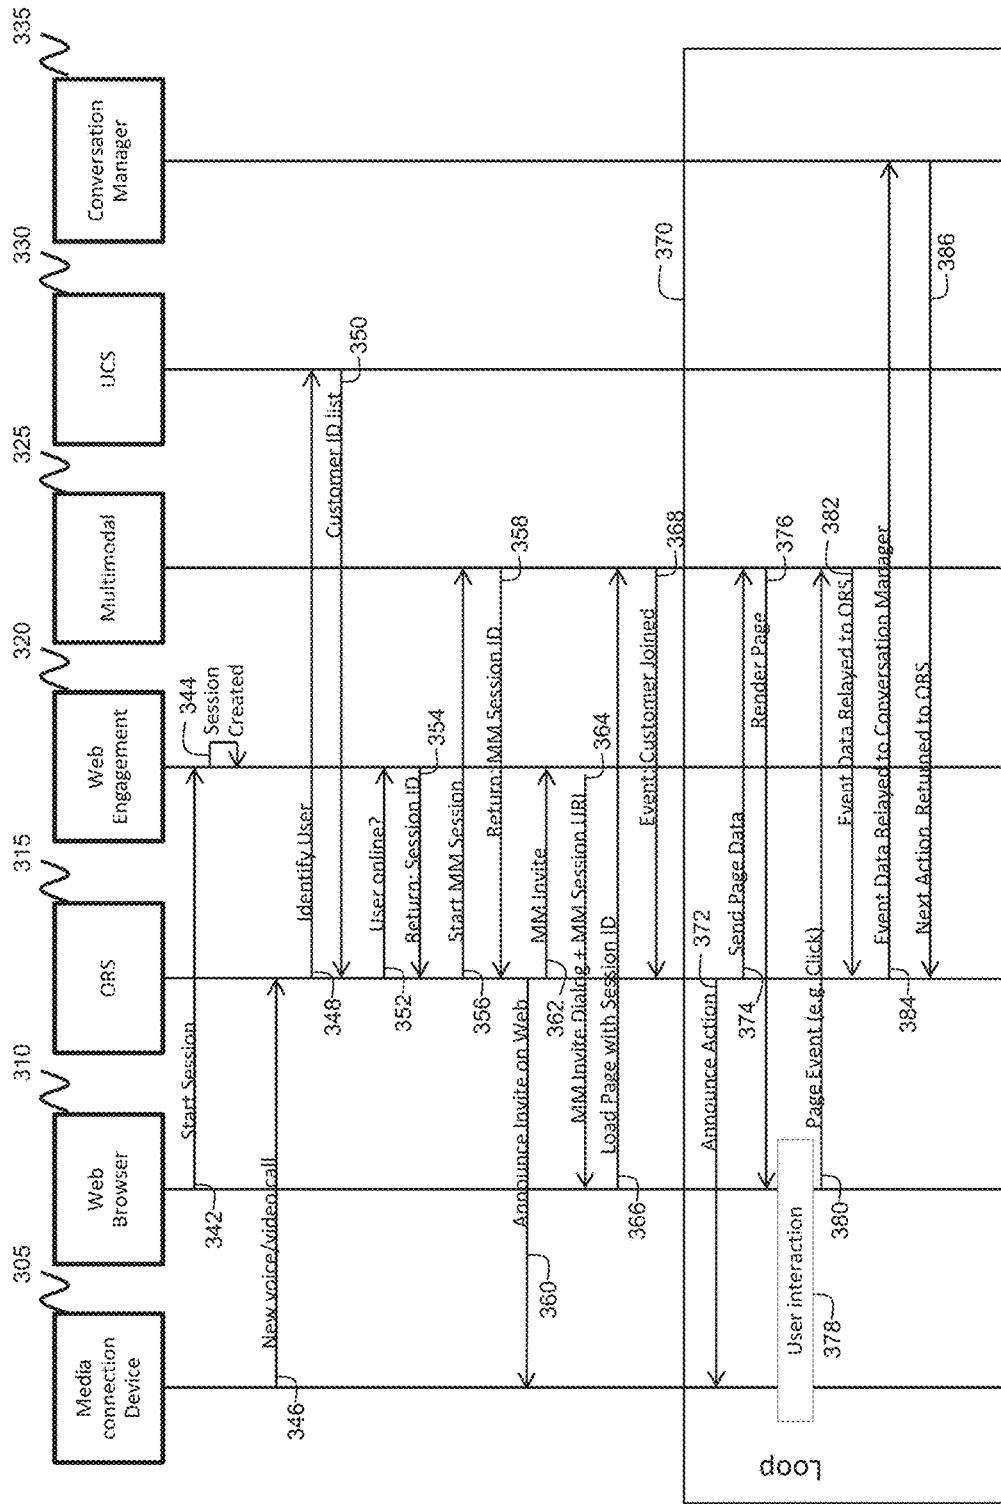 305
310
315
320
325
330
335
Media
connection
Device
Web
Browser
ORS
Web
Engagement
Multimodal
UCS
Conversation
Manager
Start Session
342
344
Session
Created
New voice/video call
346
Identify User
348
Customer ID list
350
User online?
352
Return: Session ID
354
Start MM Session
356
Return: MM Session ID
358
Announce Invite on Web
360
MM Invite
362
MM Invite Dialog + MM Session URL
364
Load Page with Session ID
366
Event: Customer Joined
368
370
Loop
Announce Action
372
Send Page Data
374
Render Page
376
User interaction
378
Page Event (e.g. Click)
380
Event Data Relayed to ORS
382
Event Data Relayed to Conversation Manager
384
Next Action Returned to ORS
386